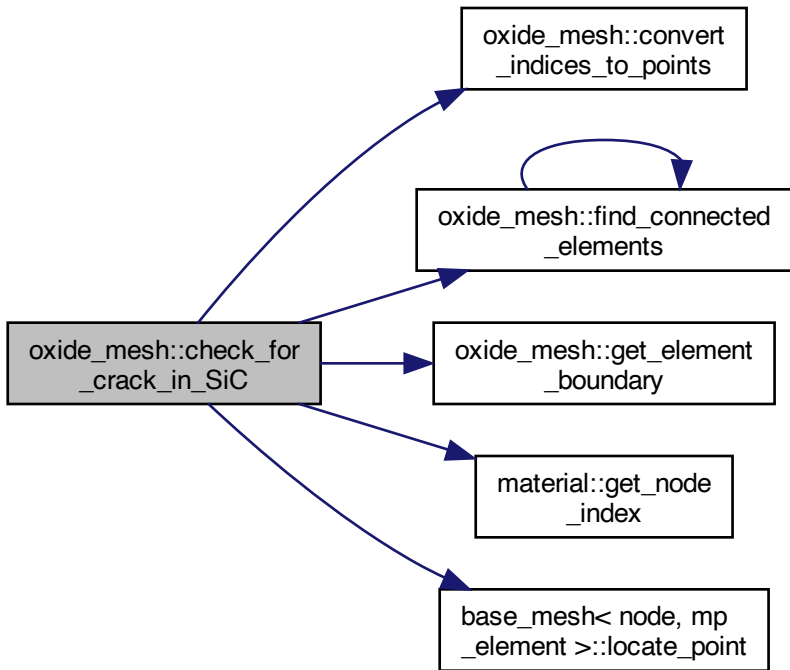 oxide_mesh::convert
_indices_to_points
oxide_mesh::find_connected
_elements
oxide_mesh::check_for
_crack_in_SiC
oxide_mesh::get_element
_boundary
material::get_node
_index
base_mesh< node, mp
_element >::locate_point